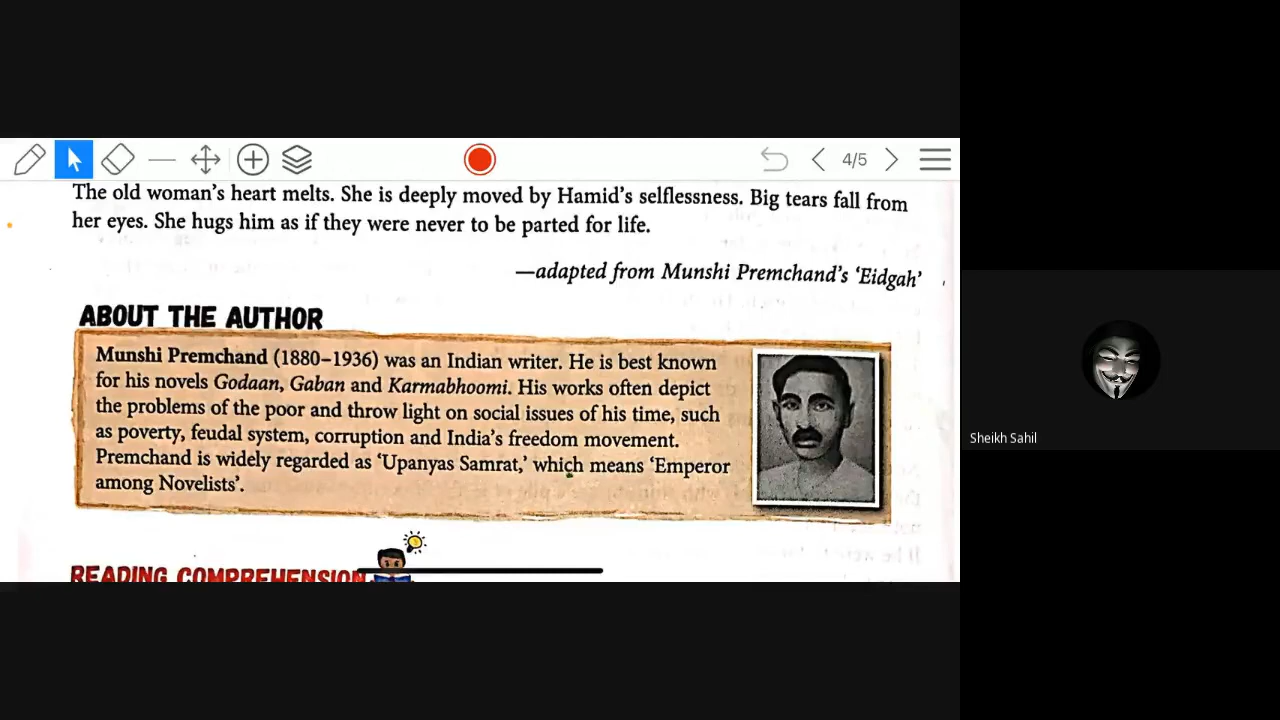 4/5
The old woman's heart melts. She is deeply moved by Hamid's selflessness. Big tears fall from
her eyes. She hugs him as if they were never to be parted for life.
—adapted from Munshi Premchand's 'Eidgah'
ABOUT THE AUTHOR
Munshi Premchand (1880–1936) was an Indian writer. He is best known
for his novels Godaan, Gaban and Karmabhoomi. His works often depict
the problems of the poor and throw light on social issues of his time, such
as poverty, feudal system, corruption and India's freedom movement.
Premchand is widely regarded as 'Upanyas Samrat,' which means 'Emperor
among Novelists'.
READING COMPREHENSION
Sheikh Sahil